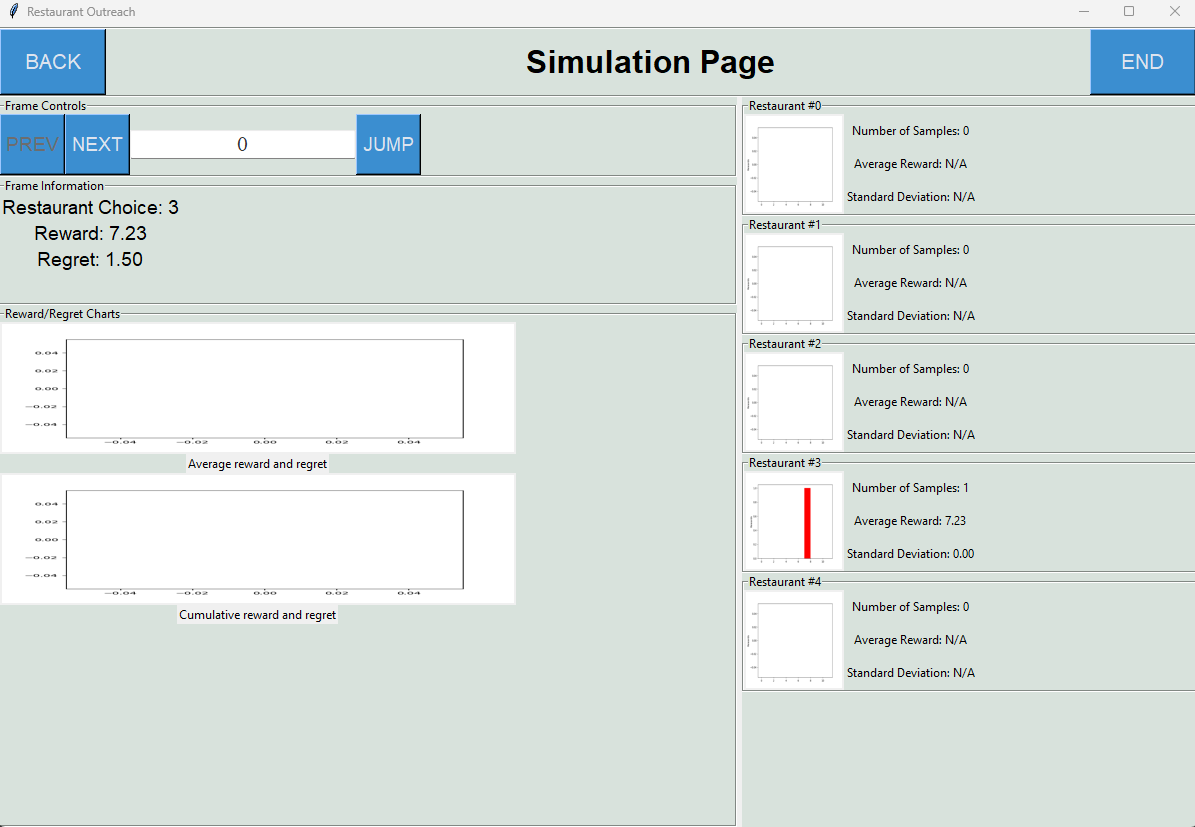 Restaurant Outreach
BACK
Simulation Page
END
Frame Controls
PREV
NEXT
0
JUMP
Frame Information
Restaurant Choice: 3
Reward: 7.23
Regret: 1.50
Reward/Regret Charts
0.04
0.02
0.00
−0.02
−0.04
−0.04 −0.02 0.00 0.02 0.04
Average reward and regret
0.04
0.02
0.00
−0.02
−0.04
−0.04 −0.02 0.00 0.02 0.04
Cumulative reward and regret
Restaurant #0
Number of Samples: 0
Average Reward: N/A
Standard Deviation: N/A
Restaurant #1
Number of Samples: 0
Average Reward: N/A
Standard Deviation: N/A
Restaurant #2
Number of Samples: 0
Average Reward: N/A
Standard Deviation: N/A
Restaurant #3
Number of Samples: 1
Average Reward: 7.23
Standard Deviation: 0.00
Restaurant #4
Number of Samples: 0
Average Reward: N/A
Standard Deviation: N/A